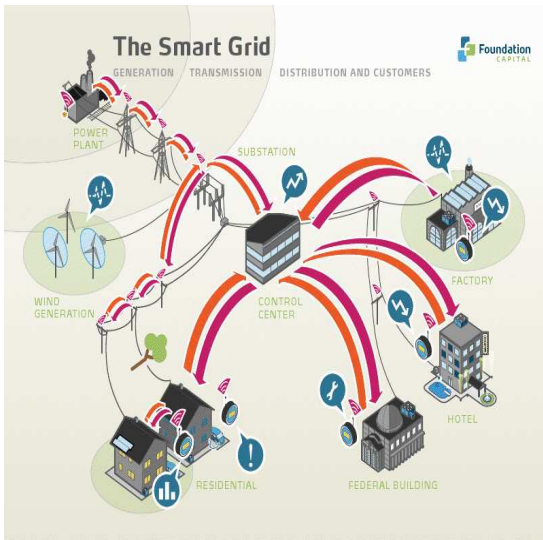 The Smart Grid
Foundation
CAPITAL
GENERATION TRANSMISSION DISTRIBUTION AND CUSTOMERS
POWER
PLANT
SUBSTATION
FACTORY
WIND
GENERATION
CONTROL
CENTER
HOTEL
RESIDENTIAL
FEDERAL BUILDING